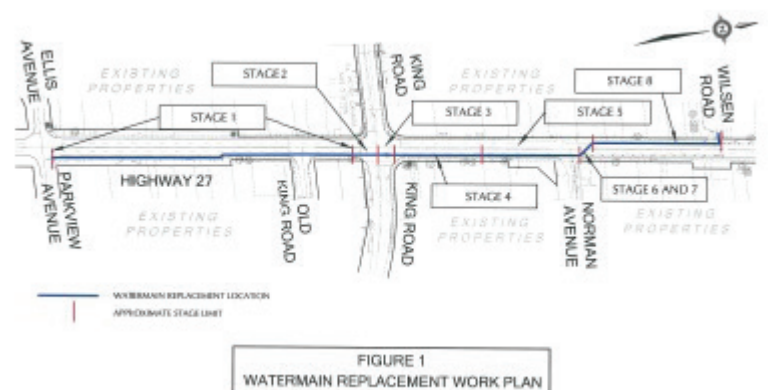 ELLIS
AVENUE
EXISTING
PROPERTIES
STAGE 1
STAGE 2
KING
ROAD
STAGE 3
EXISTING
PROPERTIES
STAGE 5
STAGE 8
WILSEN
ROAD
PARKVIEW
AVENUE
HIGHWAY 27
EXISTING
PROPERTIES
OLD
KING ROAD
KING ROAD
STAGE 4
EXISTING
PROPERTIES
NORMAN
AVENUE
STAGE 6 AND 7
EXISTING
PROPERTIES
WATERMAIN REPLACEMENT LOCATION
APPROXIMATE STAGE LIMIT
FIGURE 1
WATERMAIN REPLACEMENT WORK PLAN